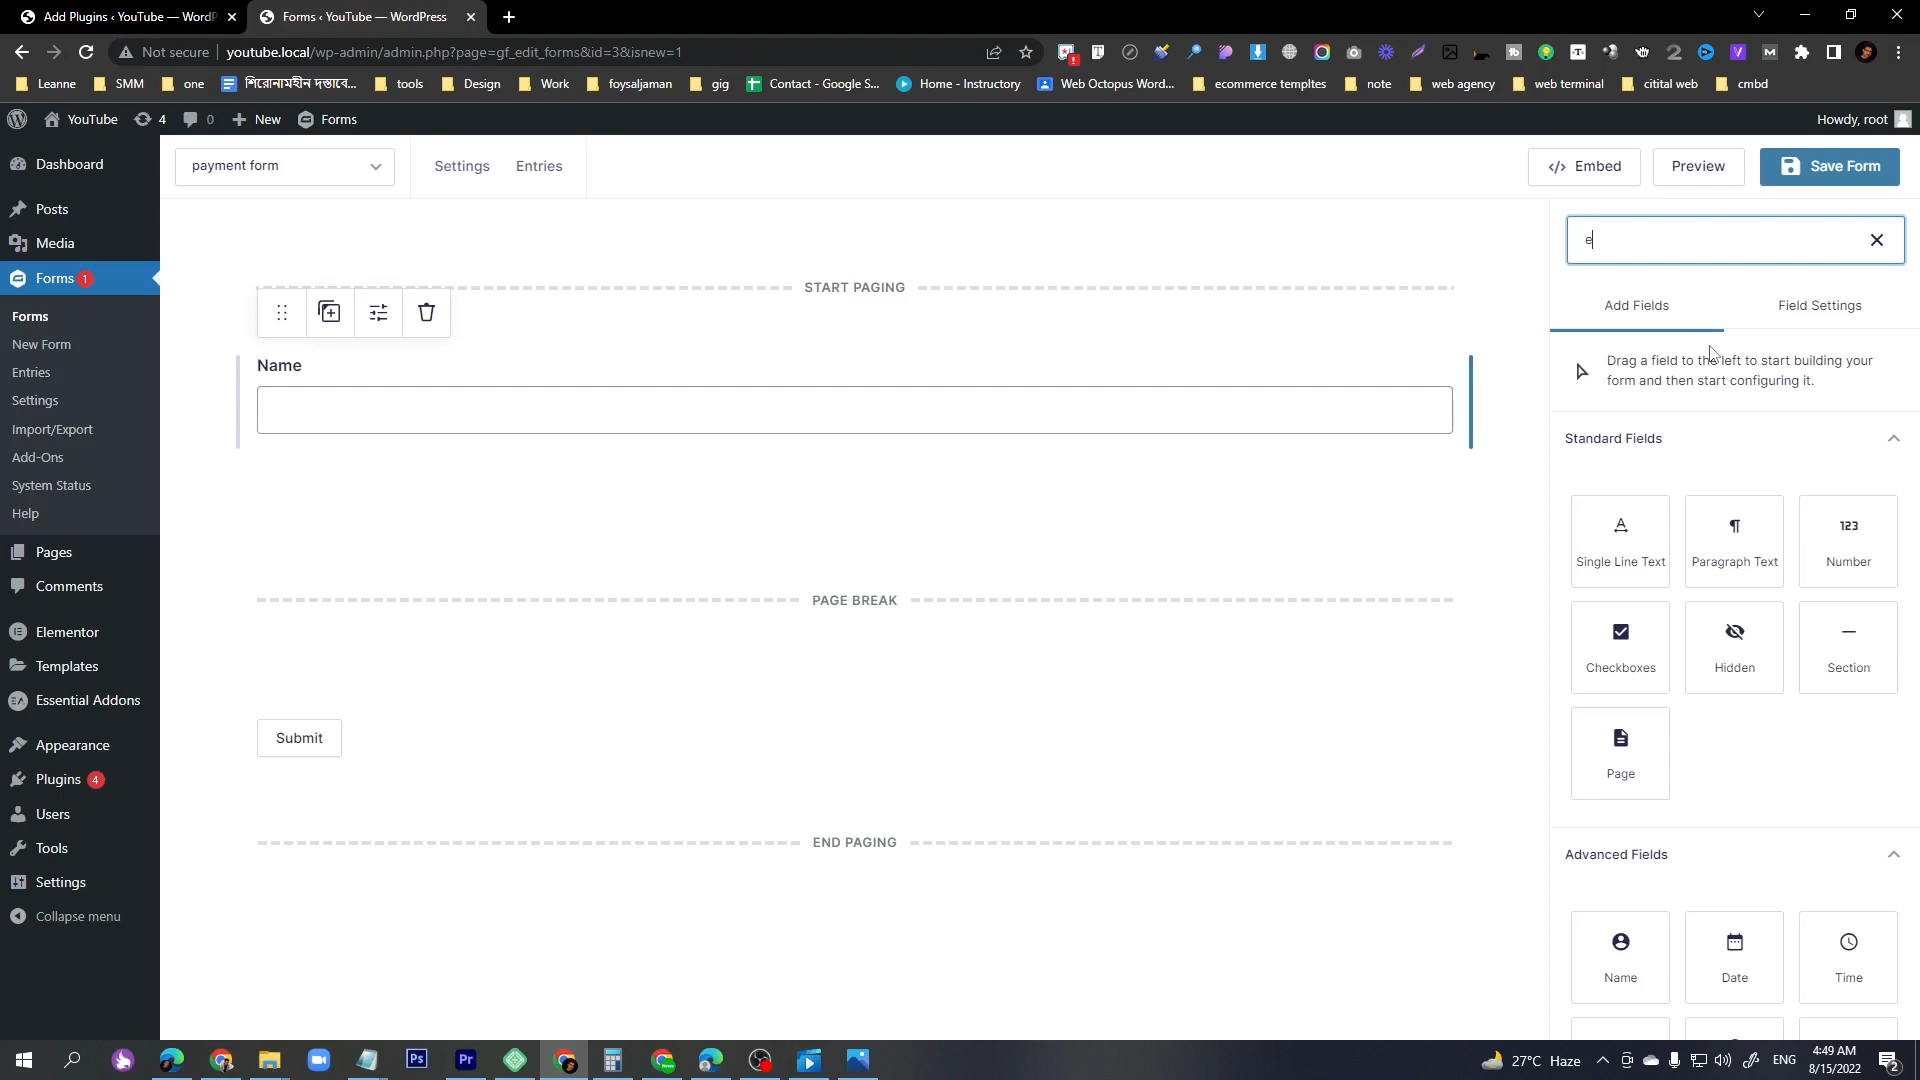 Add Plugins ‹ YouTube — WordP
Forms ‹ YouTube — WordPress
Not secure
youtube.local/wp-admin/admin.php?page=gf_edit_forms&id=3&isnew=1
Leanne
SMM
one
শিরোনামহীন দস্তাবে...
tools
Design
Work
foysaljaman
gig
Contact - Google S...
Home - Instructory
Web Octopus Wor...
ecommerce templtes
note
web agency
web terminal
citital web
cmbd
YouTube
4
0
New
Forms
Howdy, root
Dashboard
Posts
Media
Forms 1
Forms
New Form
Entries
Settings
Import/Export
Add-Ons
System Status
Help
Pages
Comments
Elementor
Templates
Essential Addons
Appearance
Plugins 4
Users
Tools
Settings
Collapse menu
payment form
Settings
Entries
Embed
Preview
Save Form
START PAGING
Name
PAGE BREAK
Submit
END PAGING
e
Add Fields
Field Settings
Drag a field to the left to start building your
form and then start configuring it.
Standard Fields
Single Line Text
Paragraph Text
123
Number
Checkboxes
Hidden
Section
Page
Advanced Fields
Name
Date
Time
Ps
Pr
27°C Haze
ENG
4:49 AM
8/15/2022
2